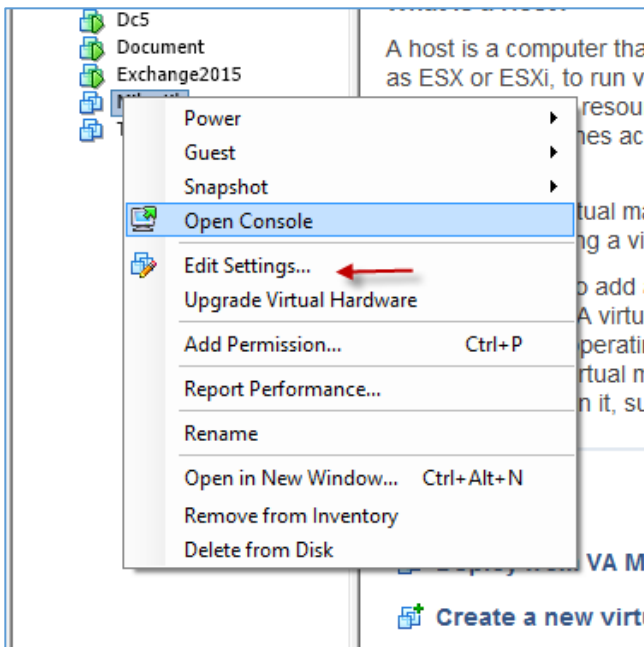 Dc5
Document
Exchange2015
A host is a computer tha
as ESX or ESXi, to run v
Power
Guest
Snapshot
Open Console
Edit Settings...
Upgrade Virtual Hardware
Add Permission... Ctrl+P
Report Performance...
Rename
Open in New Window... Ctrl+Alt+N
Remove from Inventory
Delete from Disk
resou
nes ac
tual ma
ng a vi
o add
A virtu
perati
rtual m
n it, su
VA M
Create a new virtu